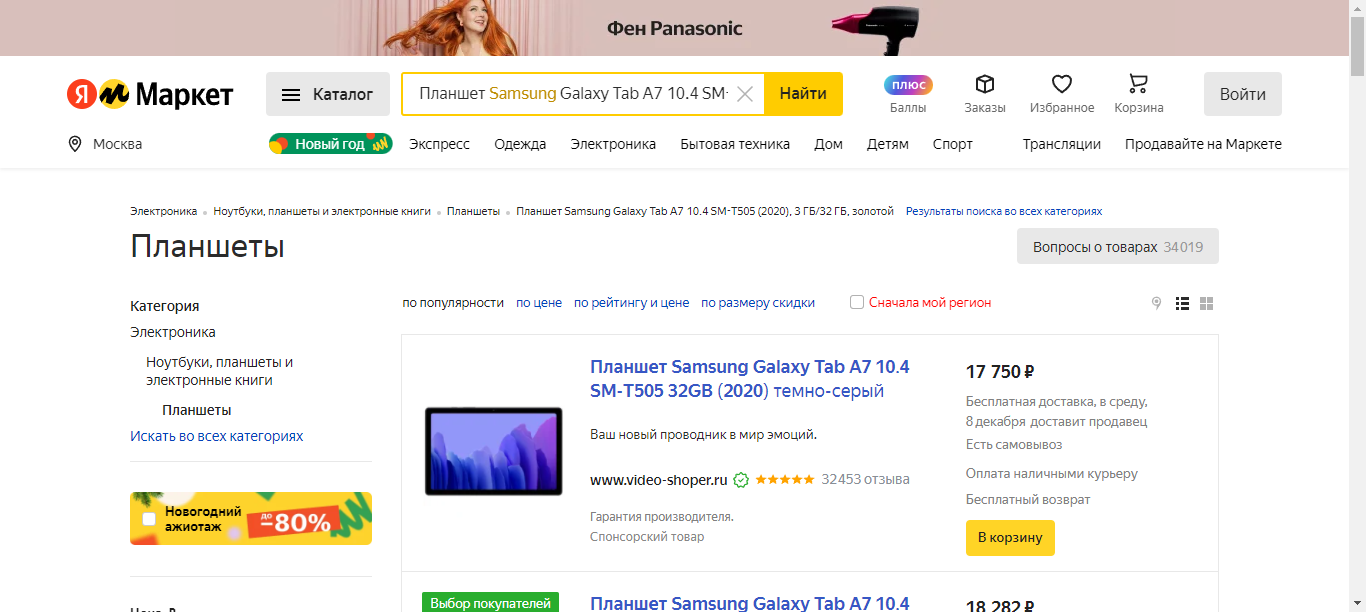 Фен Panasonic
Я Маркет
Каталог
Планшет Samsung Galaxy Tab A7 10.4 SM-
Найти
плюс
Баллы
Заказы
Избранное
Корзина
Войти
Москва
Новый год
Экспресс
Одежда
Электроника
Бытовая техника
Дом
Детям
Спорт
Трансляции
Продавайте на Маркете
Электроника
Ноутбуки, планшеты и электронные книги
Планшеты
Планшет Samsung Galaxy Tab A7 10.4 SM-T505 (2020), 3 ГБ/32 ГБ, золотой
Результаты поиска во всех категориях
Планшеты
Вопросы о товарах 34019
Категория
Электроника
Ноутбуки, планшеты и
электронные книги
Планшеты
Искать во всех категориях
Новогодний
ажиотаж
до
–80%
Цена, ₽
по популярности
по цене
по рейтингу и цене
по размеру скидки
Сначала мой регион
Планшет Samsung Galaxy Tab A7 10.4
SM-T505 32GB (2020) темно-серый
Ваш новый проводник в мир эмоций.
www.video-shoper.ru
32453 отзыва
Гарантия производителя.
Спонсорский товар
17 750 ₽
Бесплатная доставка, в среду,
8 декабря доставит продавец
Есть самовывоз
Оплата наличными курьеру
Бесплатный возврат
В корзину
Выбор покупателей
Планшет Samsung Galaxy Tab A7 10.4
18 282 ₽